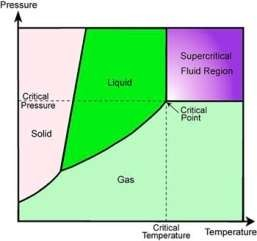 Pressure
Supercritical
Fluid Region
Liquid
Critical
Pressure
Critical
Point
Solid
Gas
Critical
Temperature
Temperature